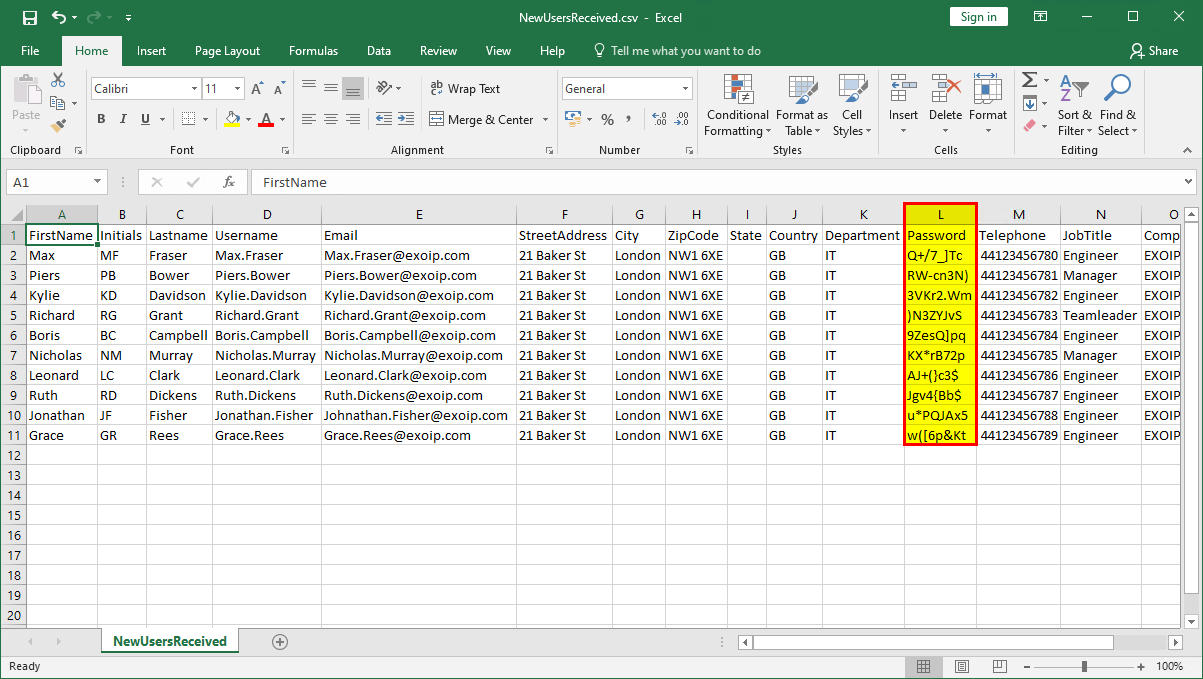 NewUsersReceived.csv - Excel
Sign in
File Home Insert Page Layout Formulas Data Review View Help Tell me what you want to do Share
Paste
Clipboard
Calibri 11
B I U
Font
ab Wrap Text
Merge & Center
Alignment
General
% ,
Number
Conditional Formatting
Format as Table
Cell Styles
Styles
Insert
Delete
Format
Cells
Sort & Filter
Find & Select
Editing
A1 fx FirstName
A B C D E F G H I J K L M N O
1 FirstName Initials Lastname Username Email StreetAddress City ZipCode State Country Department Password Telephone JobTitle Comp
2 Max MF Fraser Max.Fraser Max.Fraser@exoip.com 21 Baker St London NW1 6XE GB IT Q+/7_]Tc 44123456780 Engineer EXOIP
3 Piers PB Bower Piers.Bower Piers.Bower@exoip.com 21 Baker St London NW1 6XE GB IT RW-cn3N) 44123456781 Manager EXOIP
4 Kylie KD Davidson Kylie.Davidson Kylie.Davidson@exoip.com 21 Baker St London NW1 6XE GB IT 3VKr2.Wm 44123456782 Engineer EXOIP
5 Richard RG Grant Richard.Grant Richard.Grant@exoip.com 21 Baker St London NW1 6XE GB IT )N3ZYJvS 44123456783 Teamleader EXOIP
6 Boris BC Campbell Boris.Campbell Boris.Campbell@exoip.com 21 Baker St London NW1 6XE GB IT 9ZesQ]pq 44123456784 Engineer EXOIP
7 Nicholas NM Murray Nicholas.Murray Nicholas.Murray@exoip.com 21 Baker St London NW1 6XE GB IT KX*rB72p 44123456785 Manager EXOIP
8 Leonard LC Clark Leonard.Clark Leonard.Clark@exoip.com 21 Baker St London NW1 6XE GB IT AJ+(}c3$ 44123456786 Engineer EXOIP
9 Ruth RD Dickens Ruth.Dickens Ruth.Dickens@exoip.com 21 Baker St London NW1 6XE GB IT Jgv4{Bb$ 44123456787 Engineer EXOIP
10 Jonathan JF Fisher Jonathan.Fisher Johnathan.Fisher@exoip.com 21 Baker St London NW1 6XE GB IT u*PQJAx5 44123456788 Engineer EXOIP
11 Grace GR Rees Grace.Rees Grace.Rees@exoip.com 21 Baker St London NW1 6XE GB IT w([6p&Kt 44123456789 Engineer EXOIP
12
13
14
15
16
17
18
19
20
NewUsersReceived
Ready 100%